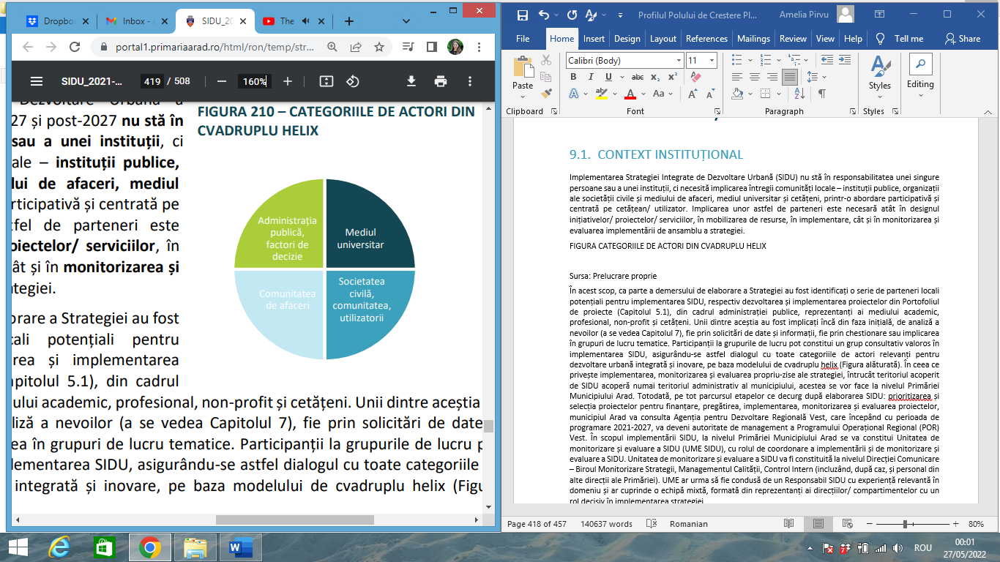 Dropbo
Inbox - 
SIDU_20
The
portal1.primariaarad.ro/html/ron/temp/str...
SIDU_2021-...
419 / 508
160%
Dezvoltare Urbană a
27 și post-2027 nu stă în
sau a unei instituții, ci
ale – instituții publice,
lui de afaceri, mediul
rticipativă și centrată pe
tfel de parteneri este
oiectelor/ serviciilor, în
cât și în monitorizarea și
ategiei.
orare a Strategiei au fost
cali potențiali pentru
area și implementarea
apitolul 5.1), din cadrul
ului academic, profesional, non-profit și cetățeni. Unii dintre aceștia
liză a nevoilor (a se vedea Capitolul 7), fie prin solicitări de date
ea în grupuri de lucru tematice. Participanții la grupurile de lucru p
lementarea SIDU, asigurându-se astfel dialogul cu toate categoriile
integrată și inovare, pe baza modelului de cvadruplu helix (Figu
FIGURA 210 – CATEGORIILE DE ACTORI DIN
CVADRUPLU HELIX
Administrația
publică,
factori de
decizie
Mediul
universitar
Comunitatea
de afaceri
Societatea
civilă,
comunitatea,
utilizatorii
Profilul Polului de Crestere Pl...
Amelia Pirvu
File Home Insert Design Layout References Mailings Review View Help Tell me Share
Calibri (Body) 11
Paste
B I U abc x₂ x²
Aa
Styles
Editing
Clipboard Font Paragraph Styles
9.1. CONTEXT INSTITUȚIONAL
Implementarea Strategiei Integrate de Dezvoltare Urbană (SIDU) nu stă în responsabilitatea unei singure
persoane sau a unei instituții, ci necesită implicarea întregii comunități locale – instituții publice, organizații
ale societății civile și mediului de afaceri, mediul universitar și cetățeni, printr-o abordare participativă și
centrată pe cetățean/ utilizator. Implicarea unor astfel de parteneri este necesară atât în designul
inițiativelor/ proiectelor/ serviciilor, în mobilizarea de resurse, în implementare, cât și în monitorizarea și
evaluarea implementării de ansamblu a strategiei.
FIGURA CATEGORIILE DE ACTORI DIN CVADRUPLU HELIX
Sursa: Prelucrare proprie
În acest scop, ca parte a demersului de elaborare a Strategiei au fost identificați o serie de parteneri locali
potențiali pentru implementarea SIDU, respectiv dezvoltarea și implementarea proiectelor din Portofoliul
de proiecte (Capitolul 5.1), din cadrul administrației publice, reprezentanți ai mediului academic,
profesional, non-profit și cetățeni. Unii dintre aceștia au fost implicați încă din faza inițială, de analiză a
nevoilor (a se vedea Capitolul 7), fie prin solicitări de date și informații, fie prin chestionare sau implicarea
în grupuri de lucru tematice. Participanții la grupurile de lucru pot constitui un grup consultativ valoros în
implementarea SIDU, asigurându-se astfel dialogul cu toate categoriile de actori relevanți pentru
dezvoltare urbană integrată și inovare, pe baza modelului de cvadruplu helix (Figura alăturată). În ceea ce
privește implementarea, monitorizarea și evaluarea propriu-zise ale strategiei, întrucât teritoriul acoperit
de SIDU acoperă numai teritoriul administrativ al municipiului, acestea se vor face la nivelul Primăriei
Municipiului Arad. Totodată, pe tot parcursul etapelor ce decurg după elaborarea SIDU: prioritizarea și
selecția proiectelor pentru finanțare, pregătirea, implementarea, monitorizarea și evaluarea proiectelor,
municipiul Arad va consulta Agenția pentru Dezvoltare Regională Vest, care începând cu perioada de
programare 2021-2027, va deveni autoritate de management a Programului Operațional Regional (POR)
Vest. În scopul implementării SIDU, la nivelul Primăriei Municipiului Arad se va constitui Unitatea de
monitorizare și evaluare a SIDU (UME SIDU), cu rolul de coordonare a implementării și de monitorizare și
evaluare a SIDU. Unitatea de monitorizare și evaluare a SIDU va fi constituită la nivelul Direcției Comunicare
– Biroul Monitorizare Strategii, Managementul Calității, Control Intern (incluzând, după caz, și personal din
alte direcții ale Primăriei). UME ar urma să fie condusă de un Responsabil SIDU cu experiență relevantă în
domeniu și ar cuprinde o echipă mixtă, formată din reprezentanți ai direcțiilor/ compartimentelor cu un
rol decisiv în implementarea strategiei
Page 418 of 457 140637 words Romanian 80%
ROU
00:01
27/05/2022